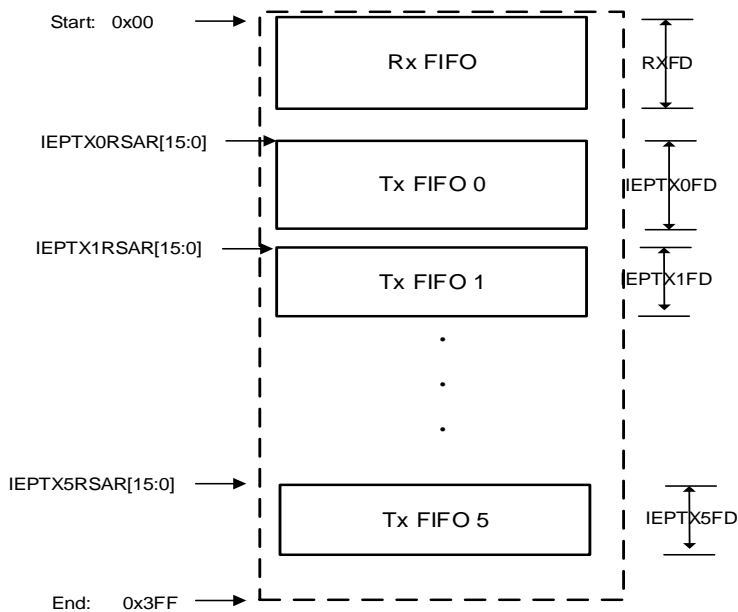 Start: 0x00
Rx FIFO
RXFD
IEPTX0RSAR[15:0]
Tx FIFO 0
IEPTX0FD
IEPTX1RSAR[15:0]
Tx FIFO 1
IEPTX1FD
IEPTX5RSAR[15:0]
Tx FIFO 5
IEPTX5FD
End: 0x3FF